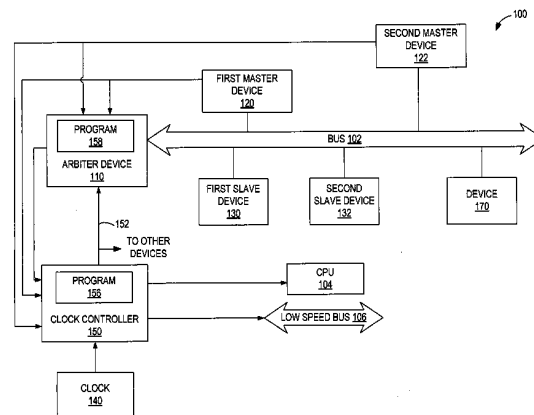 100
SECOND MASTER
DEVICE
122
FIRST MASTER
DEVICE
120
PROGRAM
158
ARBITER DEVICE
110
BUS 102
FIRST SLAVE
DEVICE
130
SECOND
SLAVE DEVICE
132
DEVICE
170
152
TO OTHER
DEVICES
PROGRAM
156
CLOCK CONTROLLER
150
CPU
104
LOW SPEED BUS 106
CLOCK
140